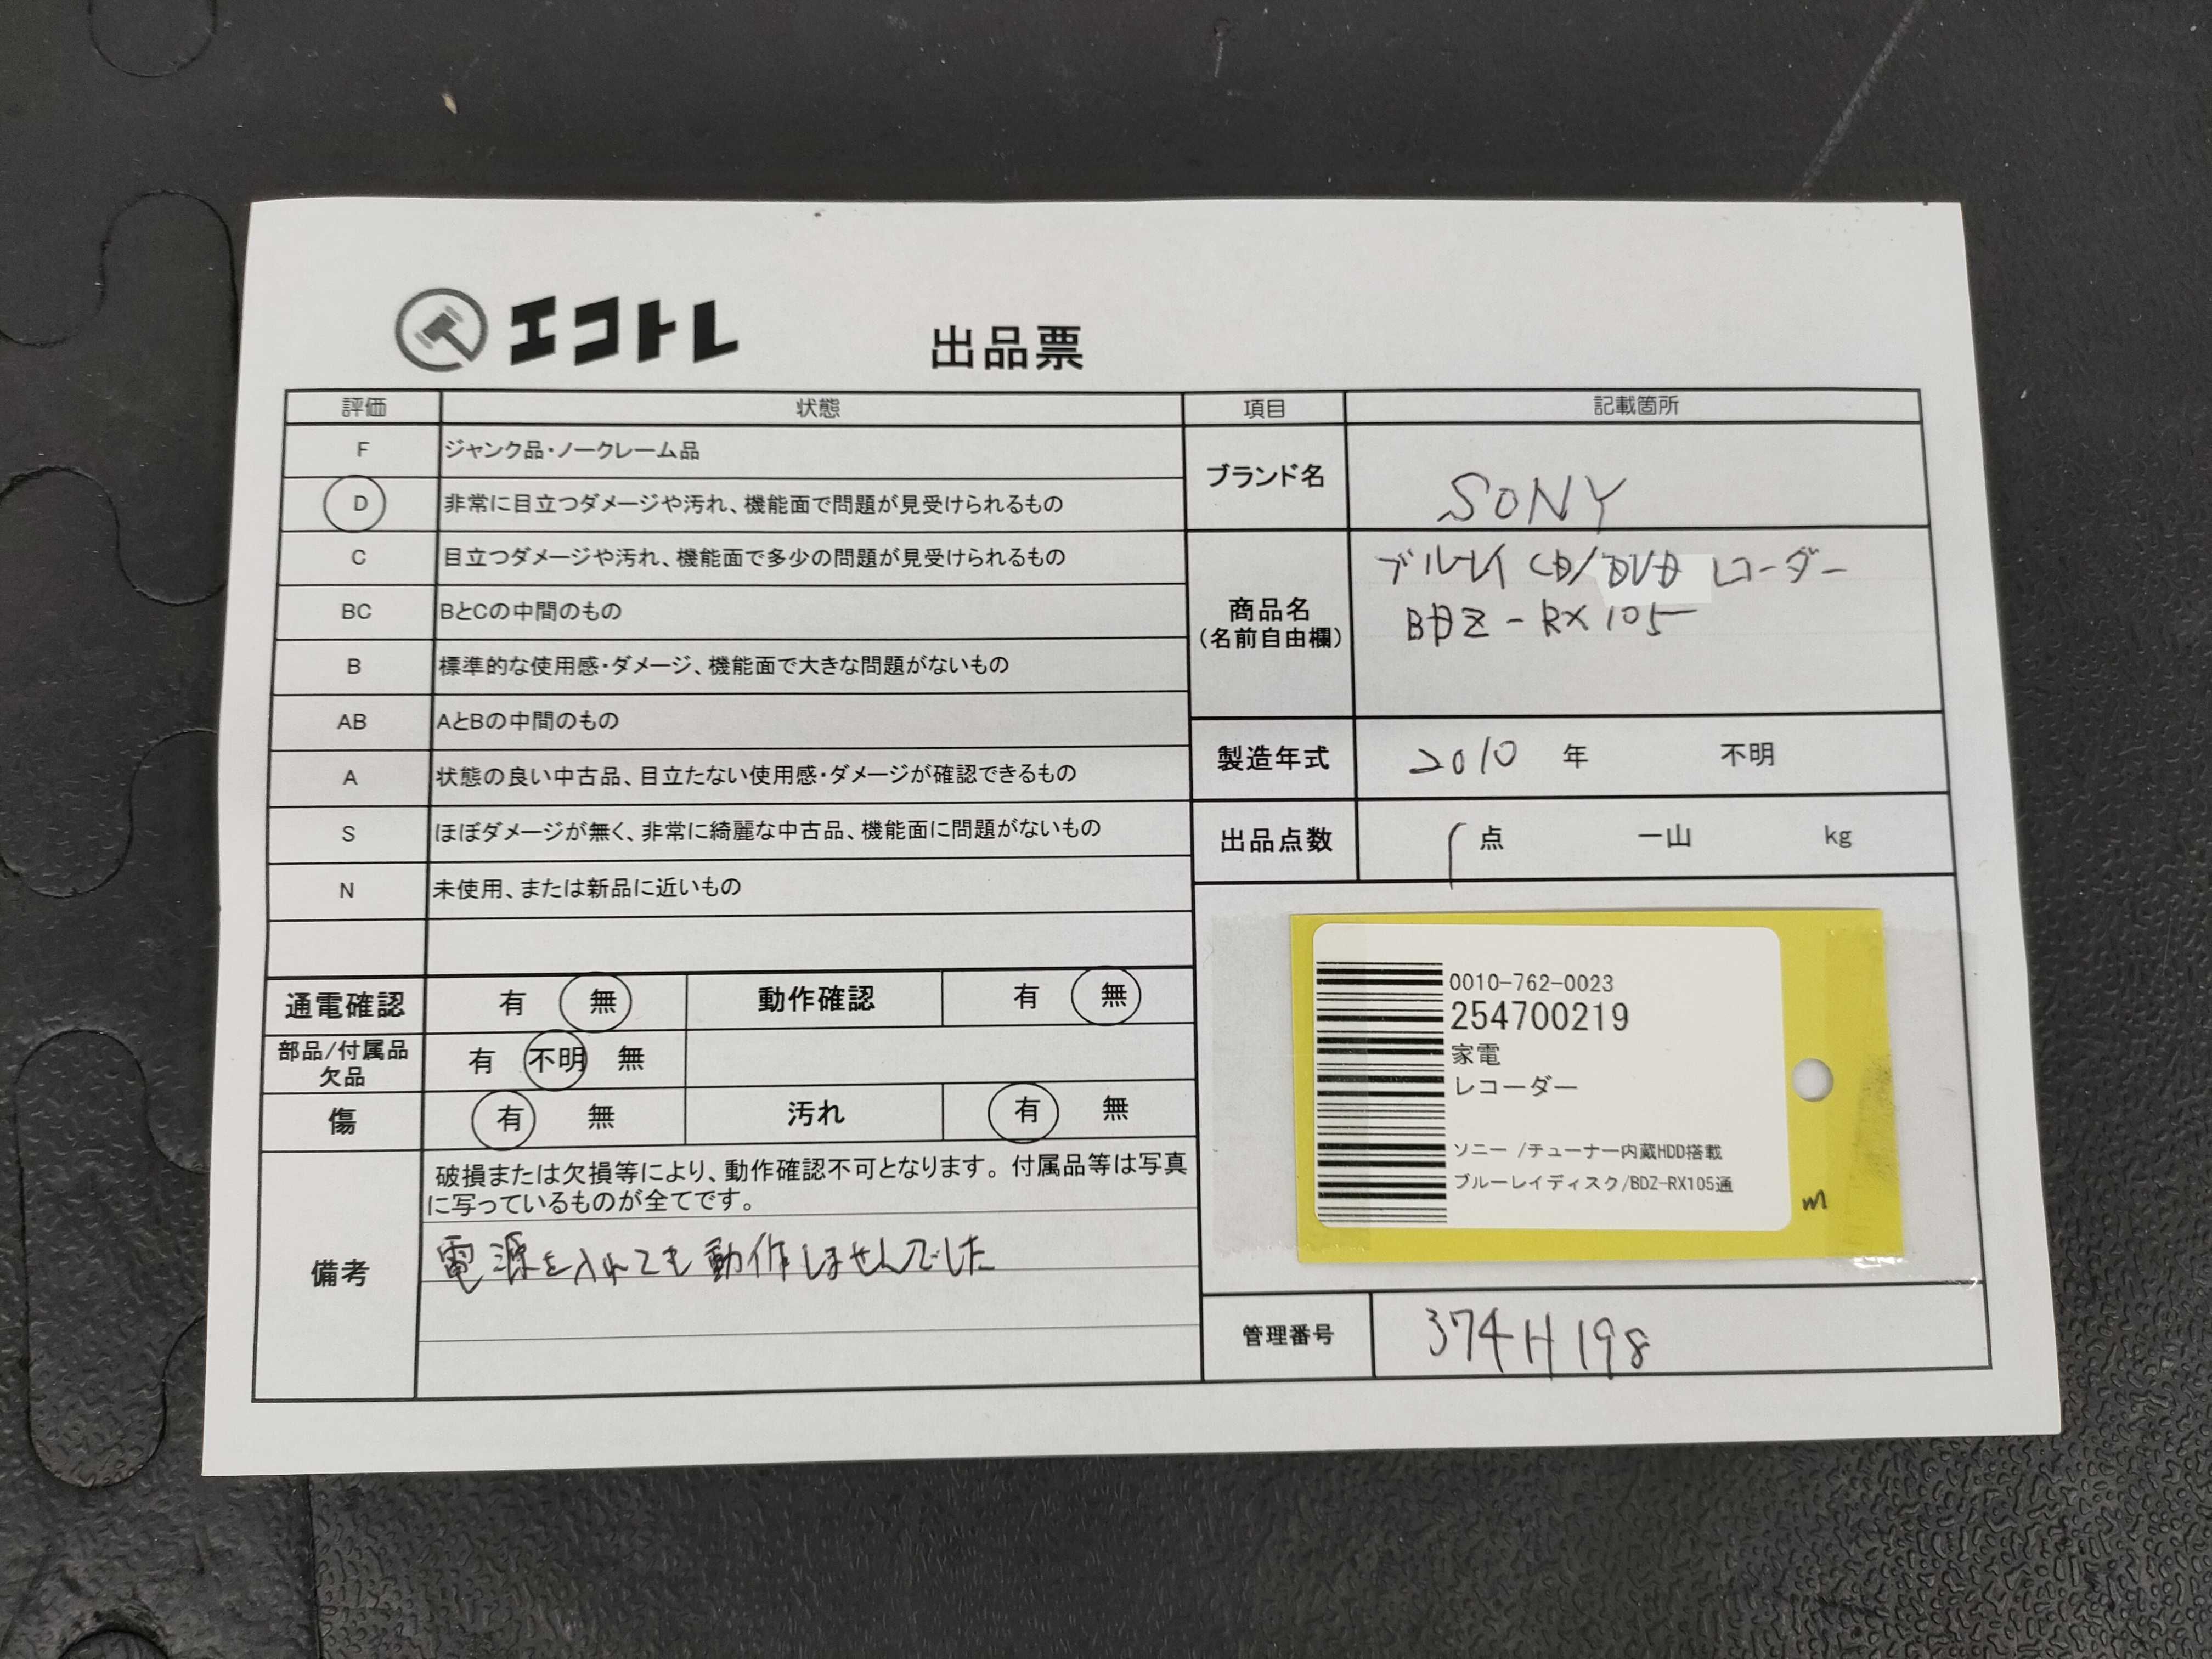 エコトレ 出品票
評価 状態
F ジャンク品・ノークレーム品
D 非常に目立つダメージや汚れ、機能面で問題が見受けられるもの
C 目立つダメージや汚れ、機能面で多少の問題が見受けられるもの
BC BとCの中間のもの
B 標準的な使用感・ダメージ、機能面で大きな問題がないもの
AB AとBの中間のもの
A 状態の良い中古品、目立たない使用感・ダメージが確認できるもの
S ほぼダメージが無く、非常に綺麗な中古品、機能面に問題がないもの
N 未使用、または新品に近いもの
通電確認 有 無 動作確認 有 無
部品/付属品
欠品 有 不明 無
傷 有 無 汚れ 有 無
備考
破損または欠損等により、動作確認不可となります。付属品等は写真
に写っているものが全てです。
電源を入れても動作しませんでした
項目 記載箇所
ブランド名 SONY
商品名
(名前自由欄)
ブルーレイ CD/DVD レコーダー
BDZ-RX105
製造年式 2010 年 不明
出品点数 1 点 一山 kg
0010-762-0023
254700219
家電
レコーダー
ソニー /チューナー内蔵HDD搭載
ブルーレイディスク/BDZ-RX105通
m
管理番号 374H198